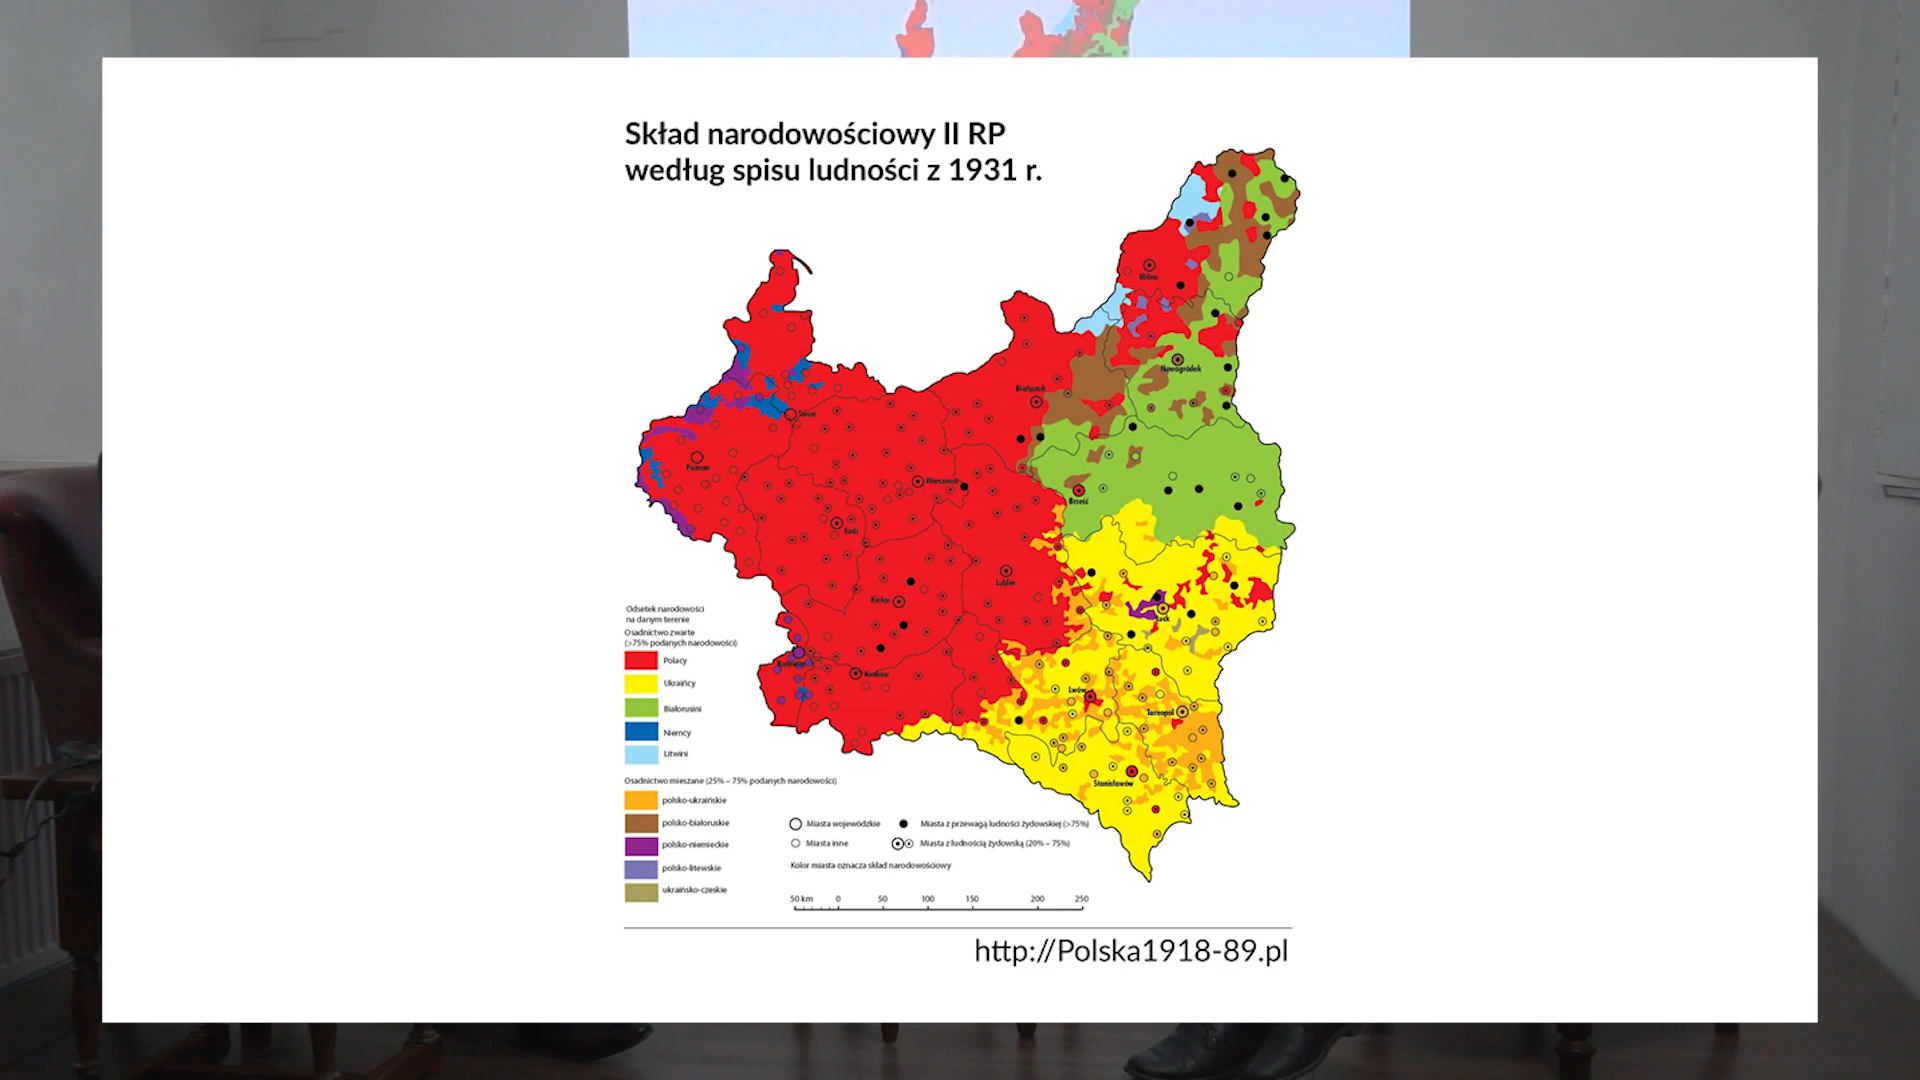 Skład narodowościowy II RP
według spisu ludności z 1931 r.
Wilno
Nowogródek
Białystok
Toruń
Poznań
Warszawa
Brześć
Łódź
Lublin
Kielce
Łuck
Katowice
Kraków
Lwów
Tarnopol
Stanisławów
Odsetek narodowości
na danym terenie
Osadnictwo zwarte
(>75% podanych narodowości)
Polacy
Ukraińcy
Białorusini
Niemcy
Litwini
Osadnictwo mieszane (25% – 75% podanych narodowości)
polsko-ukraińskie
polsko-białoruskie
polsko-niemieckie
polsko-litewskie
ukraińsko-czeskie
Miasta wojewódzkie
Miasta z przewagą ludności żydowskiej (>75%)
Miasta inne
Miasta z ludnością żydowską (20% – 75%)
Kolor miasta oznacza skład narodowościowy
50 km 0 50 100 150 200 250
http://Polska1918-89.pl